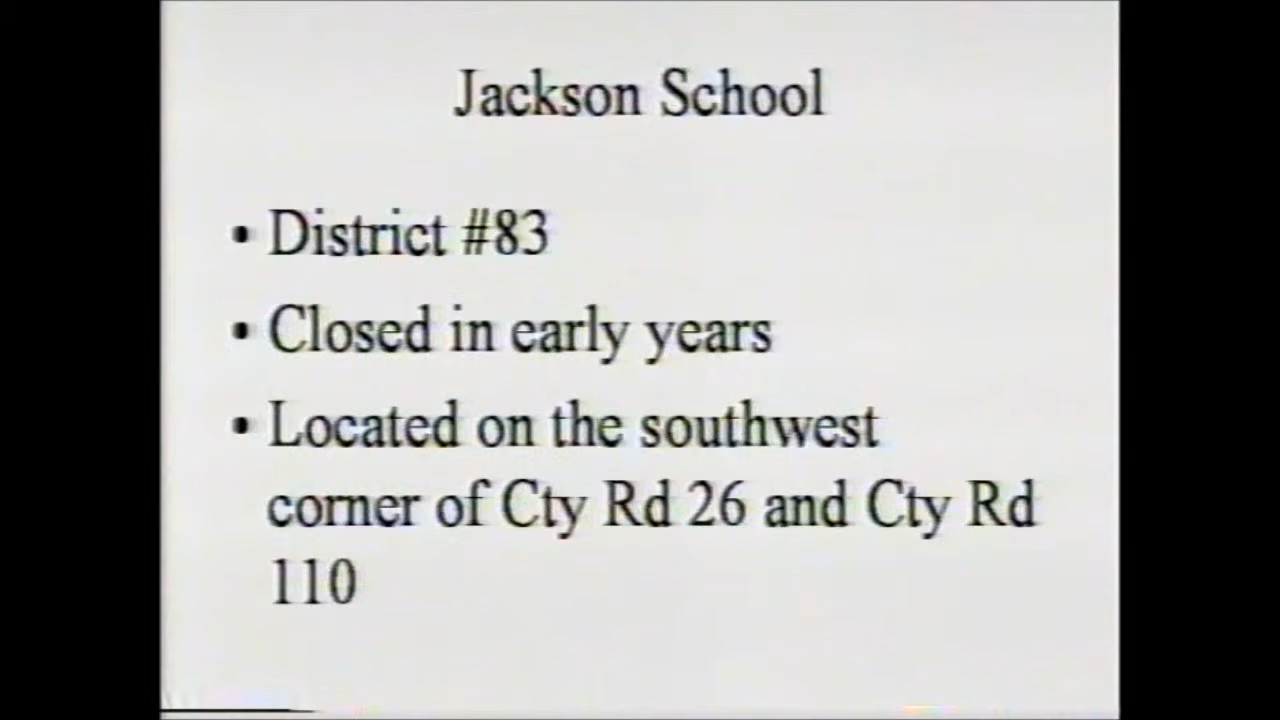 Jackson School
• District #83
• Closed in early years
• Located on the southwest
corner of Cty Rd 26 and Cty Rd
110